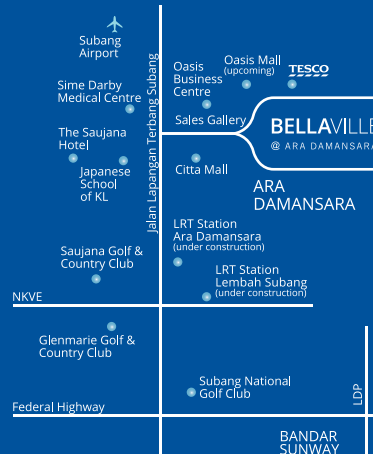 Subang
Airport
Oasis Mall
(upcoming)
TESCO
Oasis
Business
Centre
Sime Darby
Medical Centre
Jalan Lapangan Terbang Subang
Sales Gallery
BELLAVILLE
@ ARA DAMANSARA
The Saujana
Hotel
Japanese
School
of KL
Citta Mall
ARA
DAMANSARA
LRT Station
Ara Damansara
(under construction)
Saujana Golf &
Country Club
LRT Station
Lembah Subang
(under construction)
NKVE
Glenmarie Golf &
Country Club
Subang National
Golf Club
LDP
Federal Highway
BANDAR
SUNWAY